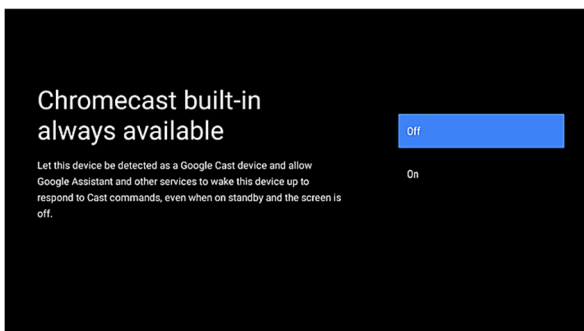 Chromecast built-in
always available
Let this device be detected as a Google Cast device and allow
Google Assistant and other services to wake this device up to
respond to Cast commands, even when on standby and the screen is
off.
Off
On